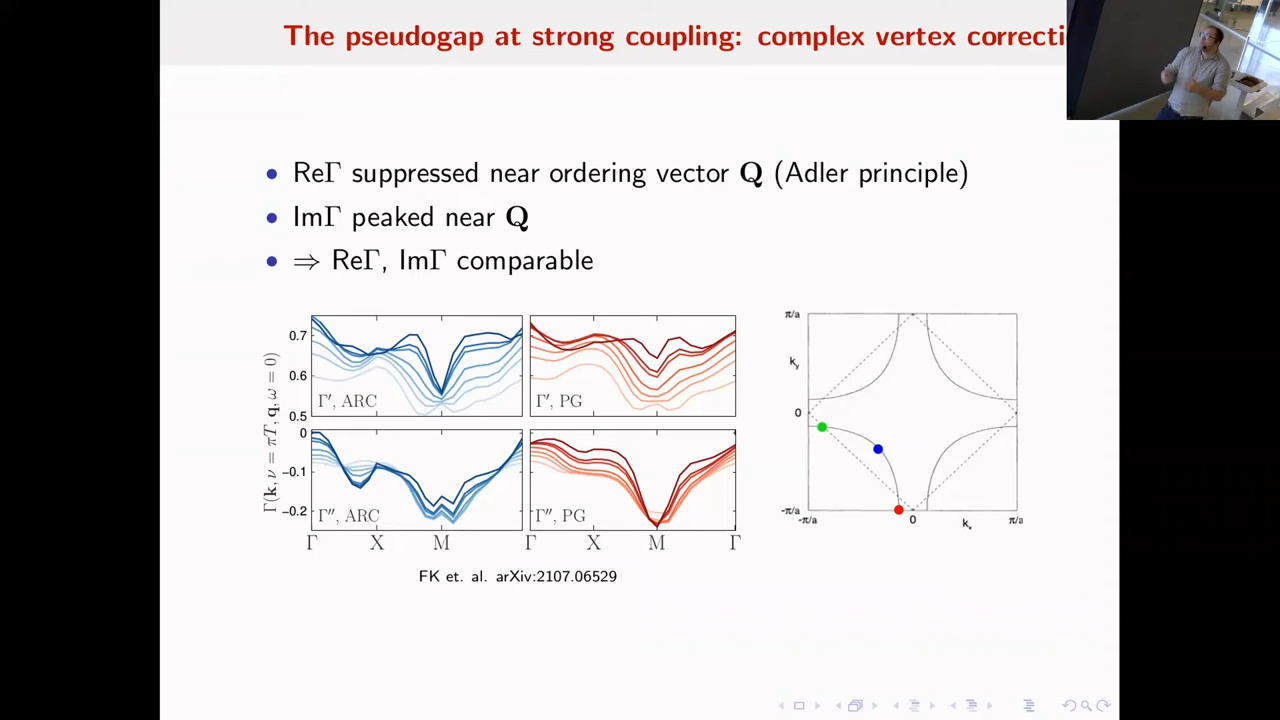 The pseudogap at strong coupling: complex vertex correcti
• ReΓ suppressed near ordering vector Q (Adler principle)
• ImΓ peaked near Q
• ⇒ ReΓ, ImΓ comparable
Γ(k, ν = πT, q, ω = 0)
0.7
0.6
0.5
Γ′, ARC
Γ′, PG
0
−0.1
−0.2
Γ″, ARC
Γ″, PG
Γ X M Γ X M Γ
π/a
k_y
0
-π/a
-π/a 0 k_x π/a
FK et. al. arXiv:2107.06529